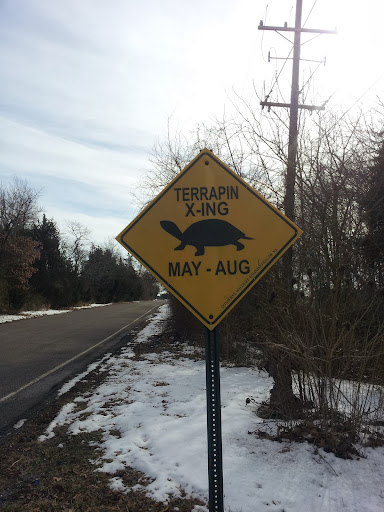 TERRAPIN
X-ING
MAY - AUG